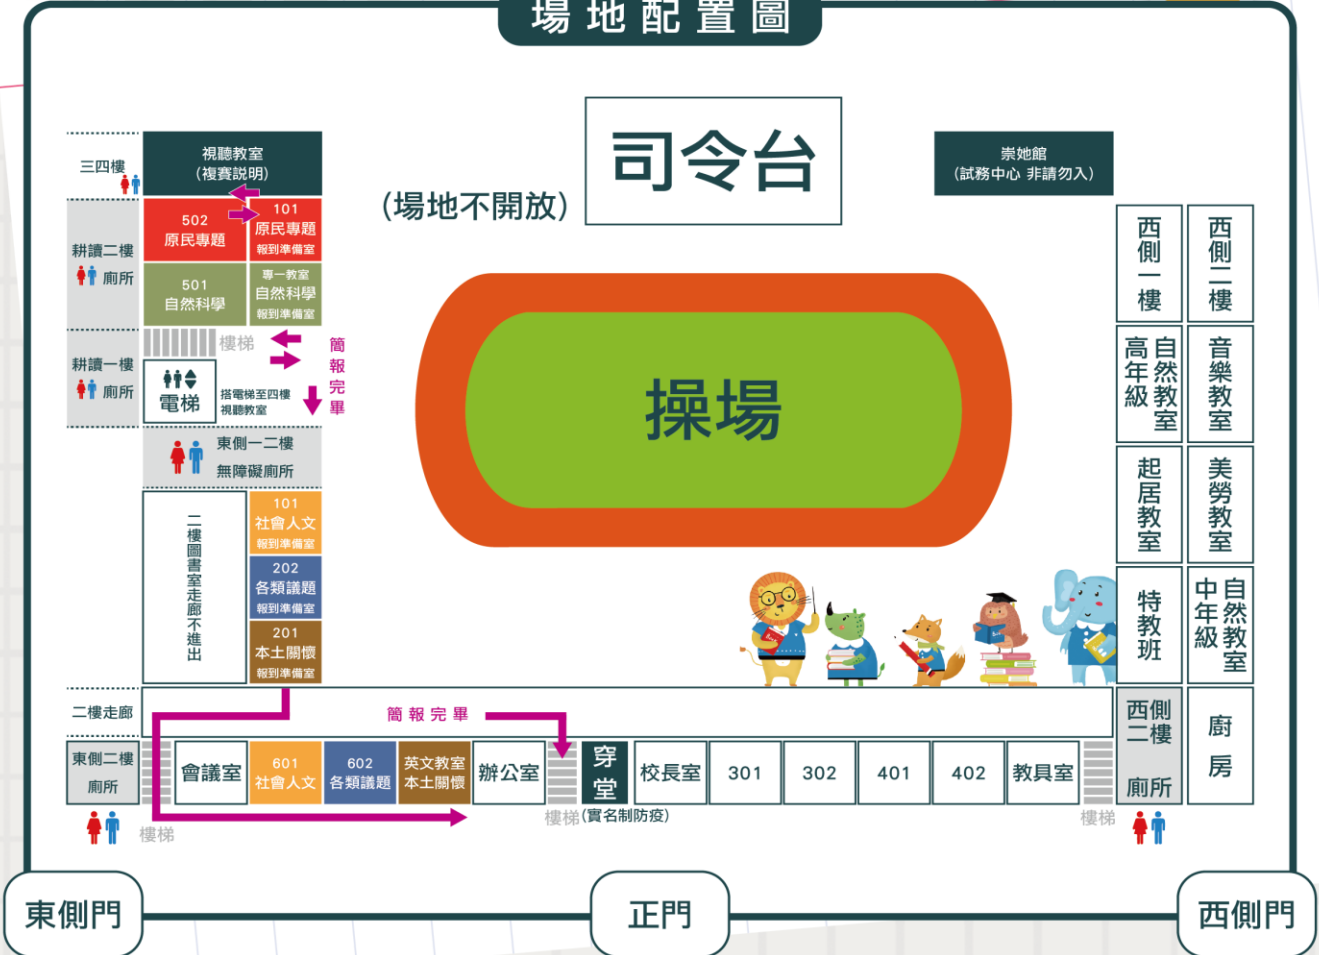 場地配置圖
三四樓
視聽教室
(複賽說明)
司令台
(場地不開放)
崇她館
(試務中心 非請勿入)
耕讀二樓
廁所
502
原民專題
101
原民專題
報到準備室
501
自然科學
專一教室
自然科學
報到準備室
耕讀一樓
廁所
樓梯
電梯
搭電梯至四樓
視聽教室
簡報完畢
東側一二樓
無障礙廁所
操場
二樓圖書室走廊不進出
101
社會人文
報到準備室
202
各類議題
報到準備室
201
本土關懷
報到準備室
西側一樓
西側二樓
高年級
自然教室
音樂教室
起居教室
美勞教室
特教班
中年級
自然教室
二樓走廊
簡報完畢
西側
二樓
廁所
廚房
東側二樓
廁所
樓梯
會議室
601
社會人文
602
各類議題
英文教室
本土關懷
辦公室
樓梯
穿堂
(實名制防疫)
校長室
301
302
401
402
教具室
樓梯
東側門
正門
西側門